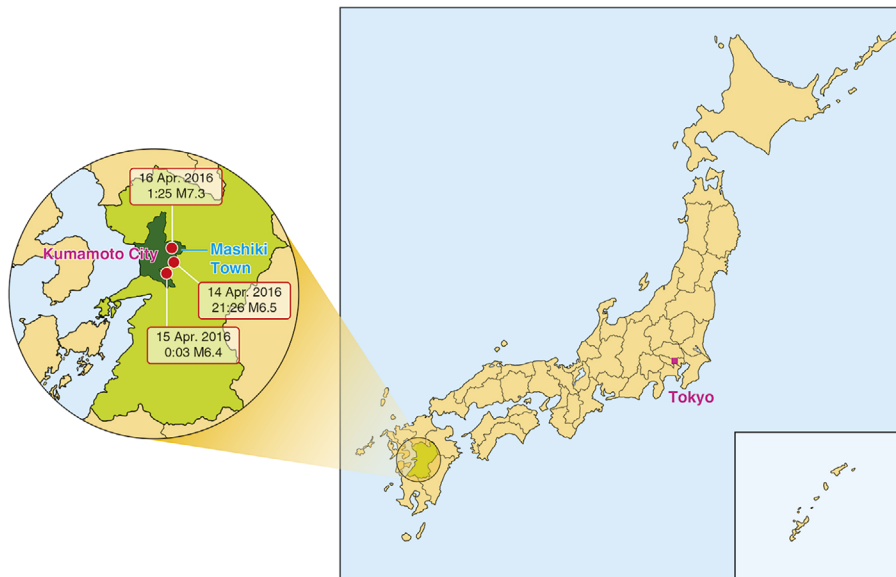 16 Apr. 2016
1:25 M7.3
Kumamoto City
Mashiki
Town
14 Apr. 2016
21:26 M6.5
15 Apr. 2016
0:03 M6.4
Tokyo